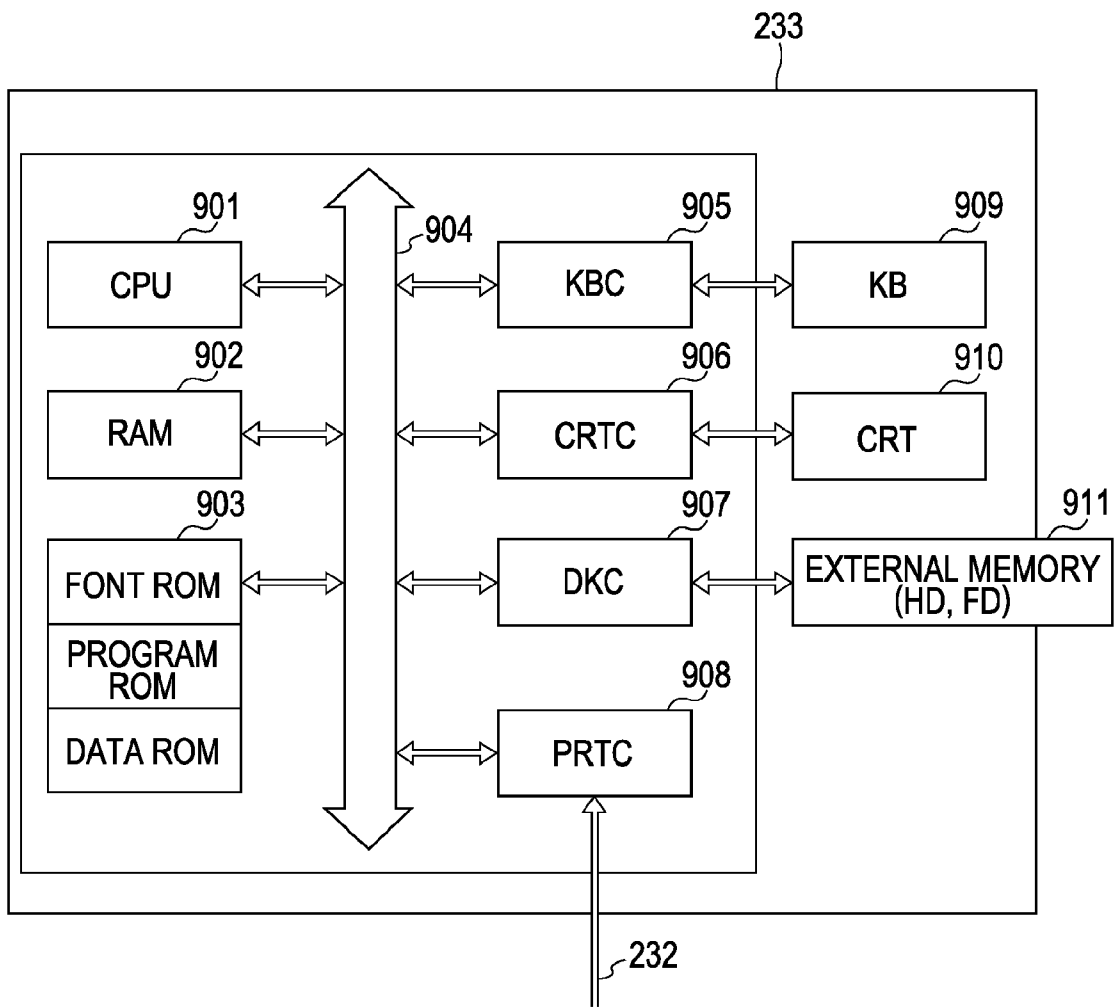 233
901
CPU
904
905
KBC
909
KB
902
RAM
906
CRTC
910
CRT
903
FONT ROM
PROGRAM
ROM
DATA ROM
907
DKC
911
EXTERNAL MEMORY
(HD, FD)
908
PRTC
232